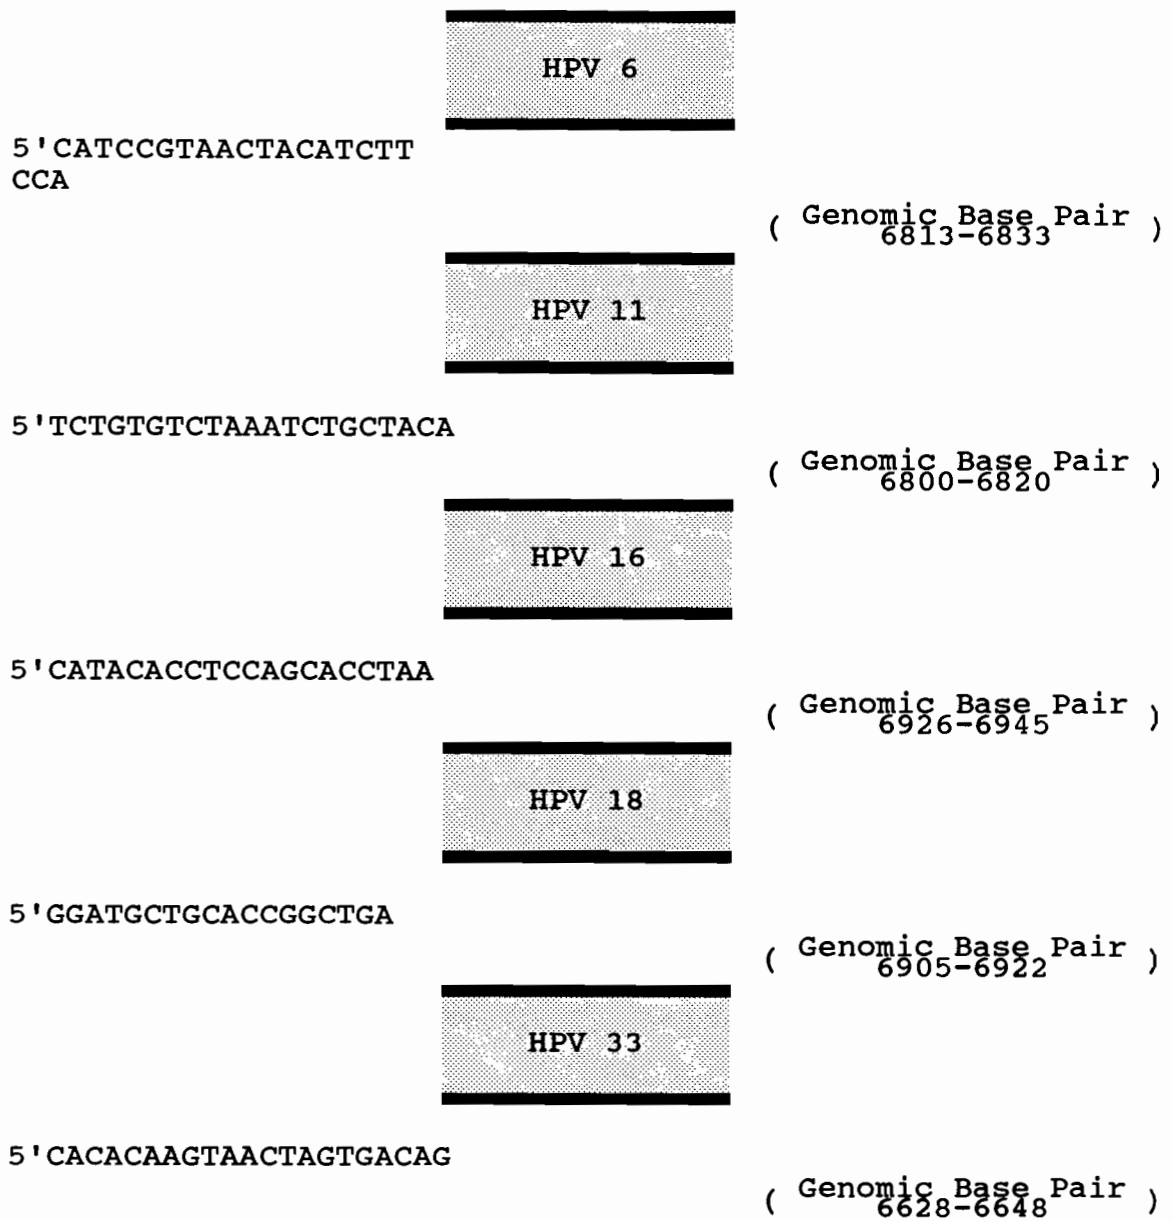 HPV 6
5'CATCCGTAACTACATCTT
CCA
( Genomic Base Pair )
6813-6833
HPV 11
5'TCTGTGTCTAAATCTGCTACA
( Genomic Base Pair )
6800-6820
HPV 16
5'CATACACCTCCAGCACCTAA
( Genomic Base Pair )
6926-6945
HPV 18
5'GGATGCTGCACCGGCTGA
( Genomic Base Pair )
6905-6922
HPV 33
5'CACACAAGTAACTAGTGACAG
( Genomic Base Pair )
6628-6648